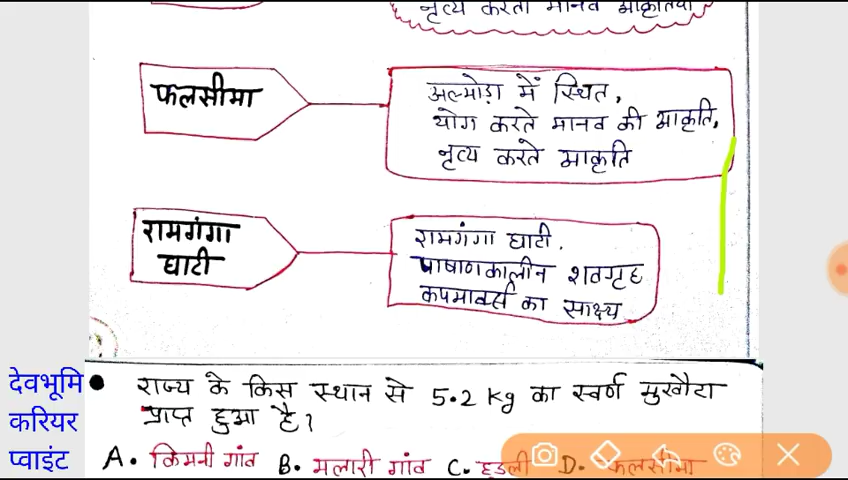 नृत्य करती मानव आकृतियाँ
फलसीमा
अल्मोड़ा में स्थित,
योग करते मानव की आकृति,
नृत्य करते आकृति
रामगंगा
घाटी
रामगंगा घाटी.
पाषाणकालीन शवगृह
कपमार्क्स का साक्ष्य
देवभूमि
करियर
प्वाइंट
राज्य के किस स्थान से 5.2 kg का स्वर्ण मुखौटा
प्राप्त हुआ है?
A. किमनी गांव B. मलारी गांव C. हुडली D. फलसीमा